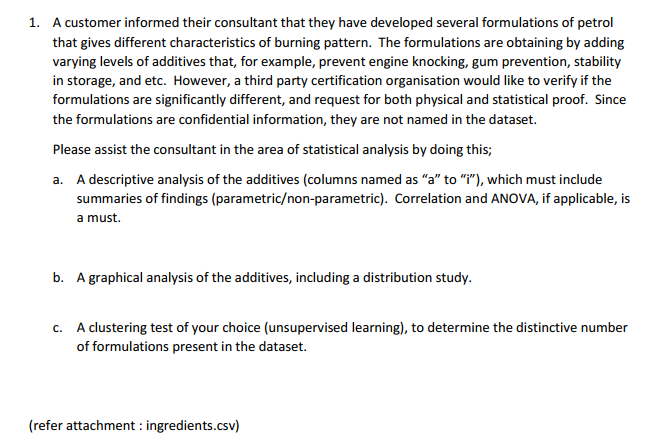 1. A customer informed their consultant that they have developed several formulations of petrol
that gives different characteristics of burning pattern. The formulations are obtaining by adding
varying levels of additives that, for example, prevent engine knocking, gum prevention, stability
in storage, and etc. However, a third party certification organisation would like to verify if the
formulations are significantly different, and request for both physical and statistical proof. Since
the formulations are confidential information, they are not named in the dataset.
Please assist the consultant in the area of statistical analysis by doing this;
a. A descriptive analysis of the additives (columns named as “a” to “i”), which must include
summaries of findings (parametric/non-parametric). Correlation and ANOVA, if applicable, is
a must.
b. A graphical analysis of the additives, including a distribution study.
c. A clustering test of your choice (unsupervised learning), to determine the distinctive number
of formulations present in the dataset.
(refer attachment : ingredients.csv)